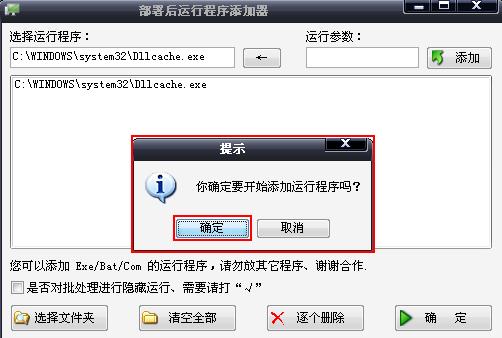 部署后运行程序添加器
选择运行程序：
运行参数：
C:\WINDOWS\system32\Dllcache.exe
←
添加
C:\WINDOWS\system32\Dllcache.exe
提示
你确定要开始添加运行程序吗?
确定
取消
您可以添加 Exe/Bat/Com 的运行程序,请勿放其它程序、谢谢合作.
是否对批处理进行隐藏运行、需要请打“√”
选择文件夹
清空全部
逐个删除
确 定